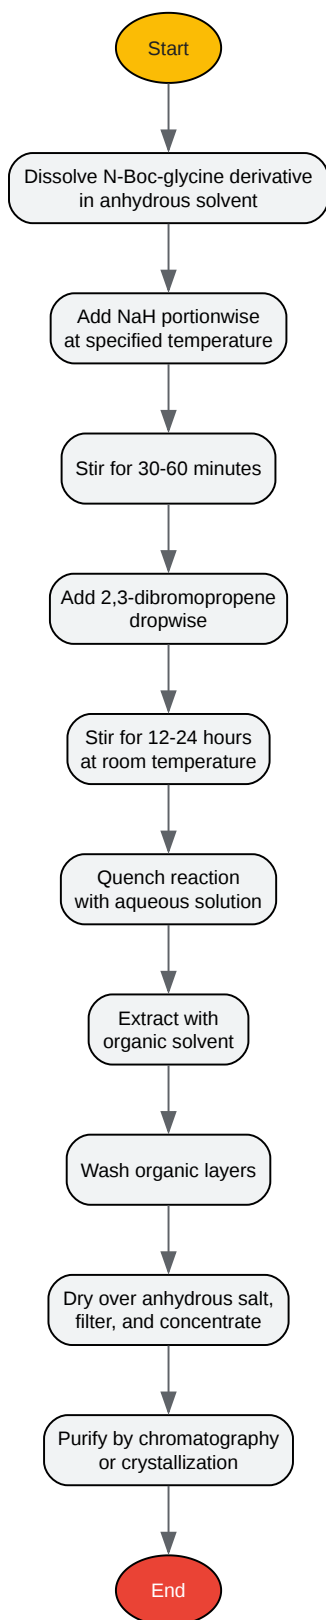 Start
Dissolve N-Boc-glycine derivative
in anhydrous solvent
Add NaH portionwise
at specified temperature
Stir for 30-60 minutes
Add 2,3-dibromopropene
dropwise
Stir for 12-24 hours
at room temperature
Quench reaction
with aqueous solution
Extract with
organic solvent
Wash organic layers
Dry over anhydrous salt,
filter, and concentrate
Purify by chromatography
or crystallization
End